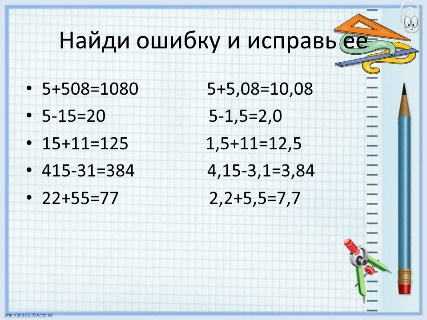 Найди ошибку и исправь ее
• 5+508=1080 5+5,08=10,08
• 5-15=20 5-1,5=2,0
• 15+11=125 1,5+11=12,5
• 415-31=384 4,15-3,1=3,84
• 22+55=77 2,2+5,5=7,7